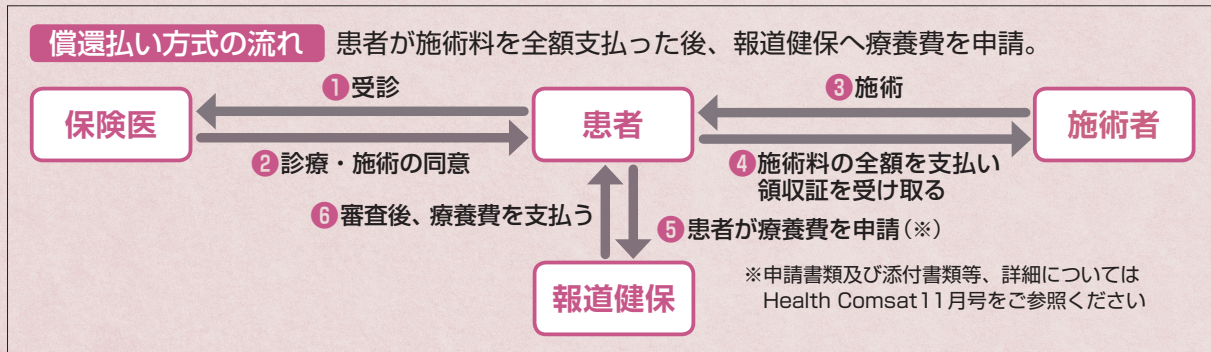 償還払い方式の流れ 患者が施術料を全額支払った後、報道健保へ療養費を申請。
❶受診
❸施術
保険医
患者
施術者
❷診療・施術の同意
❹施術料の全額を支払い
領収証を受け取る
❻審査後、療養費を支払う
❺患者が療養費を申請(※)
報道健保
※申請書類及び添付書類等、詳細については
Health Comsat11月号をご参照ください